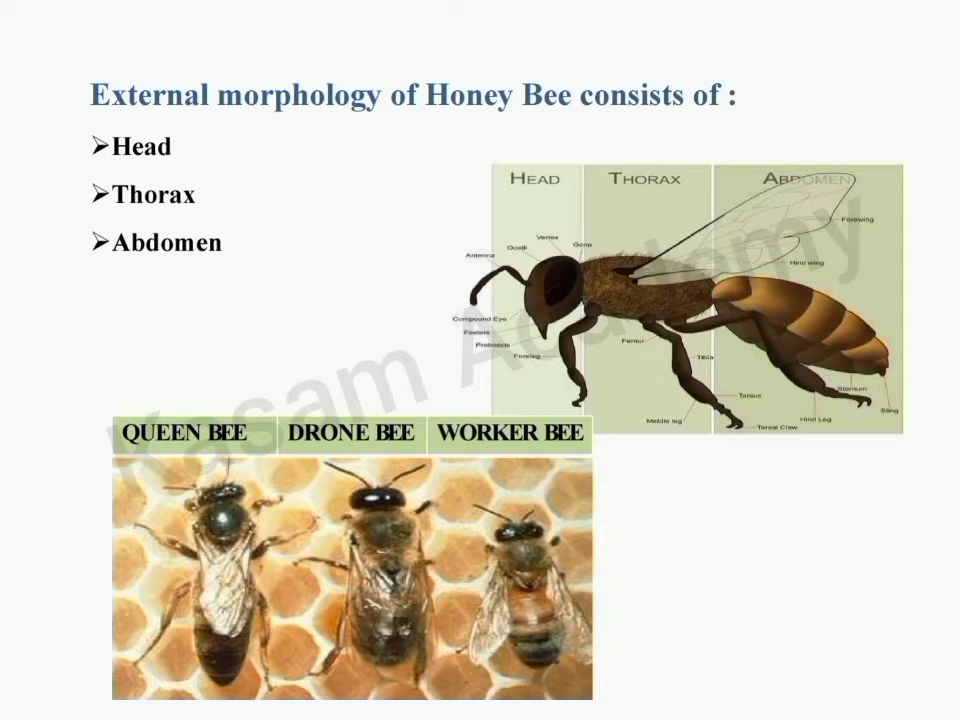 External morphology of Honey Bee consists of :
➢Head
➢Thorax
➢Abdomen
HEAD THORAX ABDOMEN
Forewing
Vertex
Gena
Ocelli
Antenna
Hind wing
Compound Eye
Feelers
Proboscis
Foreleg
Femur
Tibia
Tarsus
Sternum
Sting
Middle leg
Hind Leg
Tarsal Claw
Kasam Academy
QUEEN BEE DRONE BEE WORKER BEE